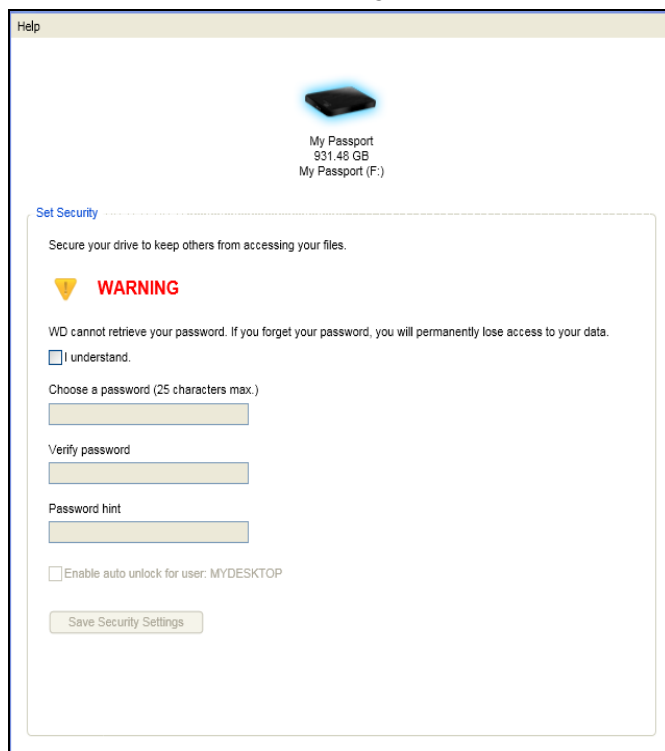 Help
My Passport
931.48 GB
My Passport (F:)
Set Security
Secure your drive to keep others from accessing your files.
WARNING
WD cannot retrieve your password. If you forget your password, you will permanently lose access to your data.
I understand.
Choose a password (25 characters max.)
Verify password
Password hint
Enable auto unlock for user: MYDESKTOP
Save Security Settings